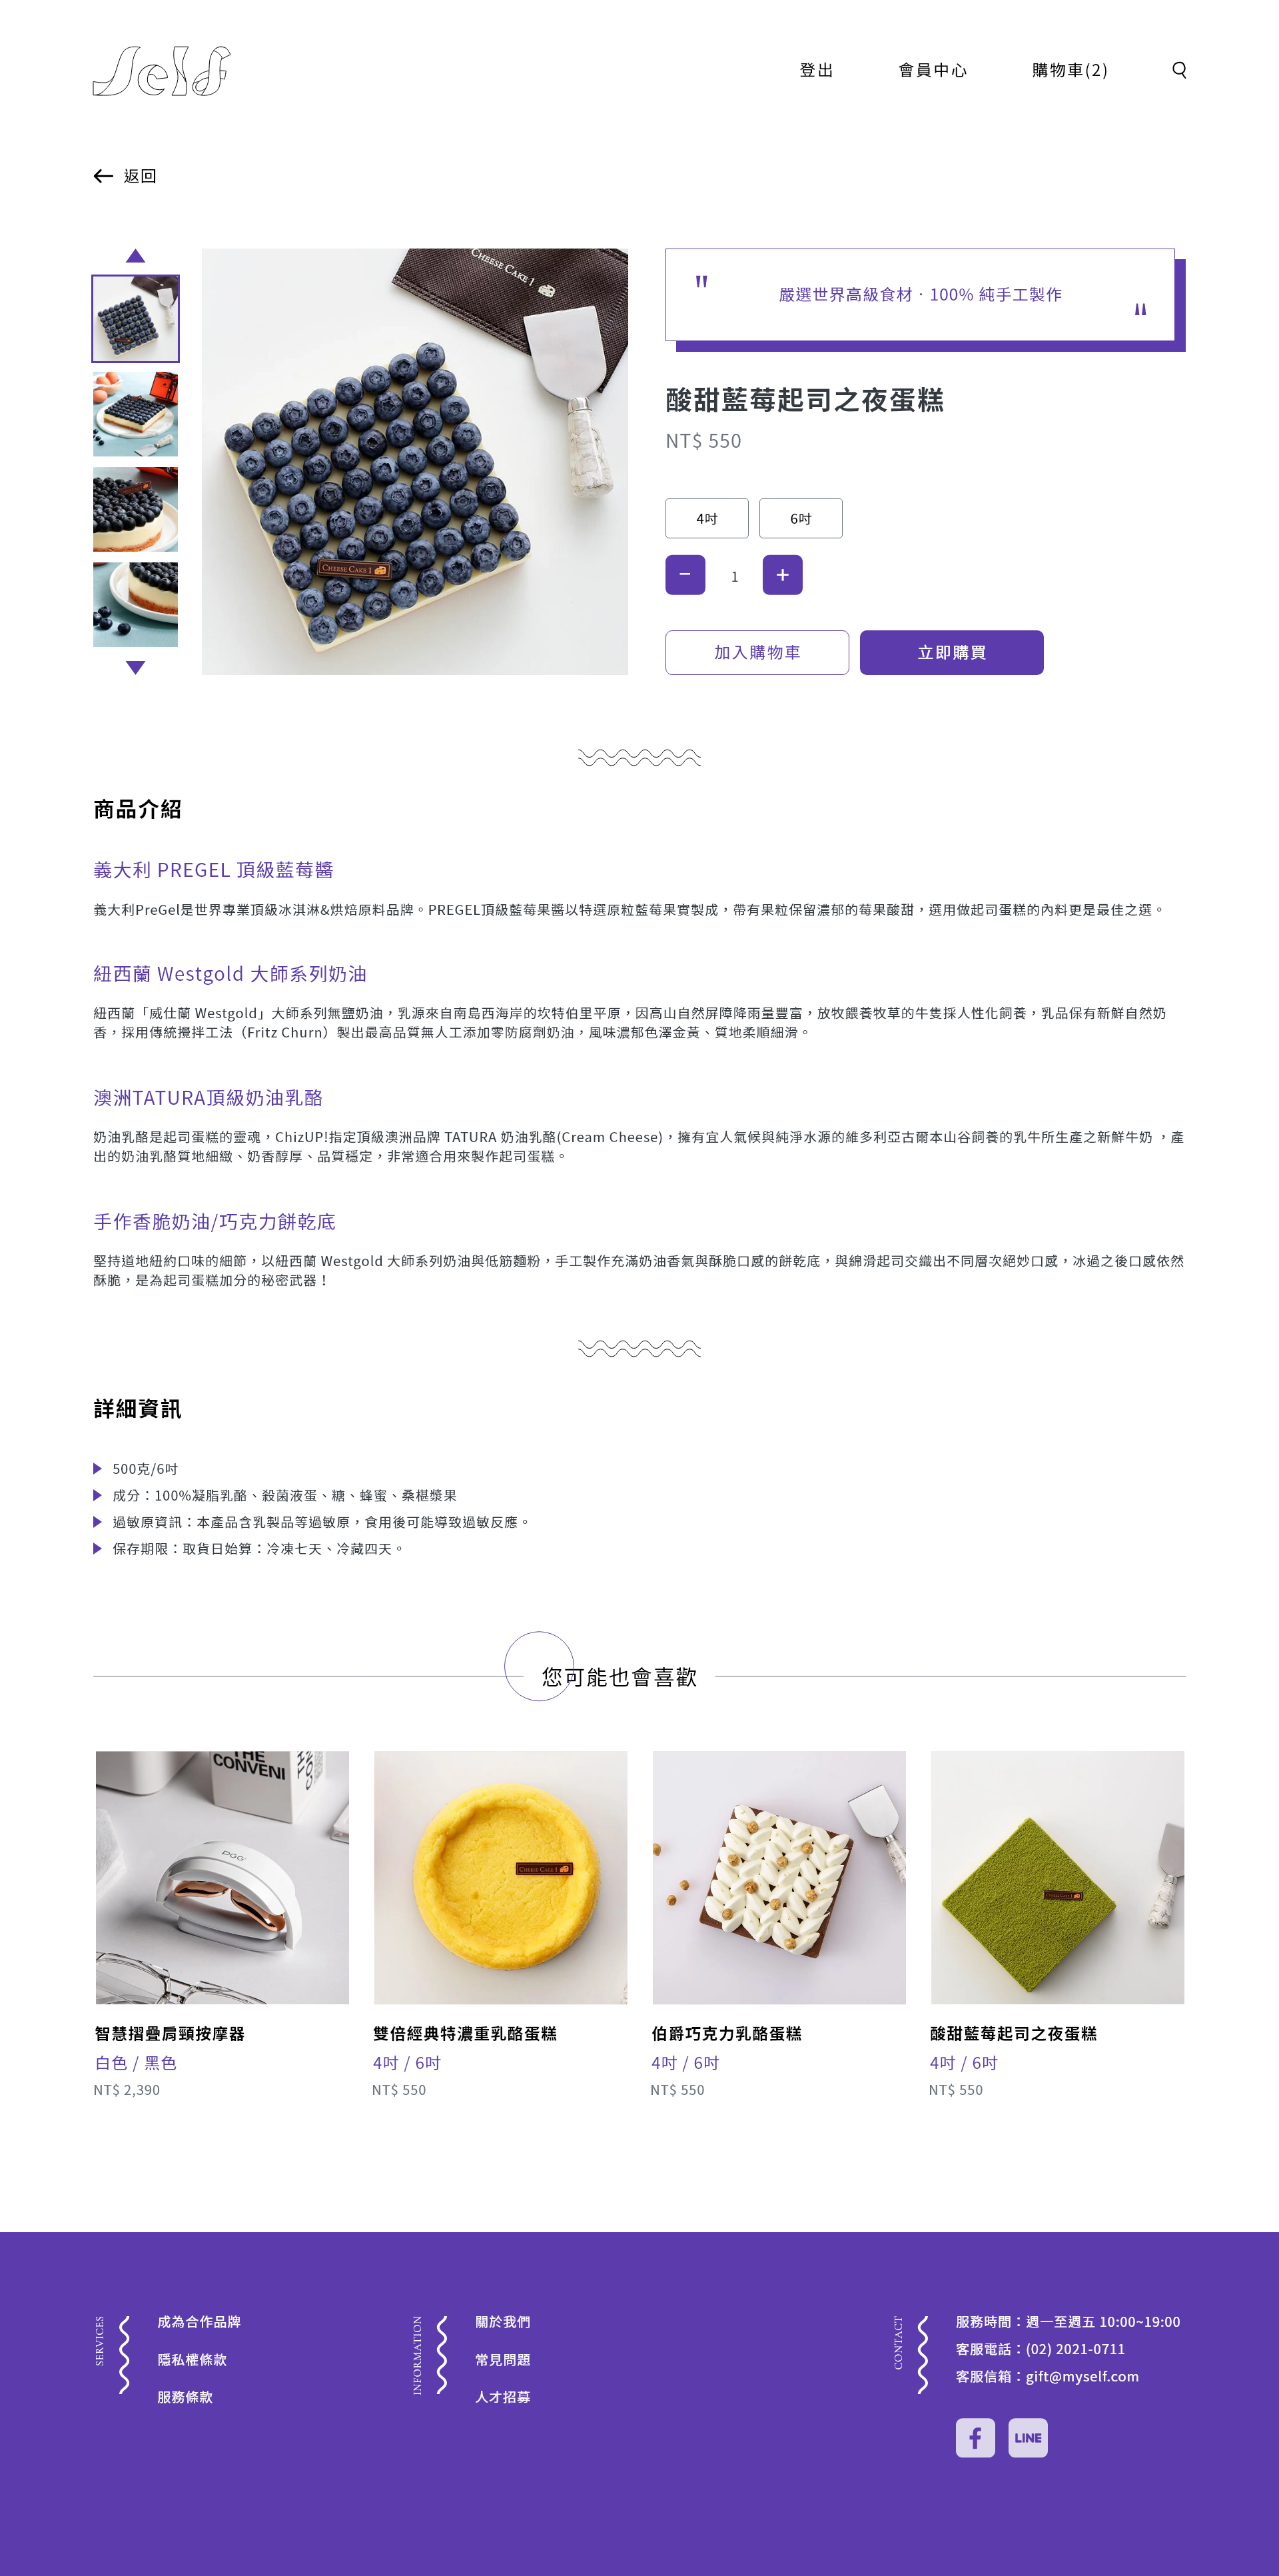 Self
登出
會員中心
購物車(2)
返回
CHEESE CAKE 1
"
嚴選世界高級食材‧100% 純手工製作
"
酸甜藍莓起司之夜蛋糕
NT$ 550
4吋
6吋
CHEESE CAKE 1
−
1
+
加入購物車
立即購買
商品介紹
義大利 PREGEL 頂級藍莓醬
義大利PreGel是世界專業頂級冰淇淋&烘焙原料品牌。PREGEL頂級藍莓果醬以特選原粒藍莓果實製成，帶有果粒保留濃郁的莓果酸甜，選用做起司蛋糕的內料更是最佳之選。
紐西蘭 Westgold 大師系列奶油
紐西蘭「威仕蘭 Westgold」大師系列無鹽奶油，乳源來自南島西海岸的坎特伯里平原，因高山自然屏障降雨量豐富，放牧餵養牧草的牛隻採人性化飼養，乳品保有新鮮自然奶
香，採用傳統攪拌工法（Fritz Churn）製出最高品質無人工添加零防腐劑奶油，風味濃郁色澤金黃、質地柔順細滑。
澳洲TATURA頂級奶油乳酪
奶油乳酪是起司蛋糕的靈魂，ChizUP!指定頂級澳洲品牌 TATURA 奶油乳酪(Cream Cheese)，擁有宜人氣候與純淨水源的維多利亞古爾本山谷飼養的乳牛所生產之新鮮牛奶 ，產
出的奶油乳酪質地細緻、奶香醇厚、品質穩定，非常適合用來製作起司蛋糕。
手作香脆奶油/巧克力餅乾底
堅持道地紐約口味的細節，以紐西蘭 Westgold 大師系列奶油與低筋麵粉，手工製作充滿奶油香氣與酥脆口感的餅乾底，與綿滑起司交織出不同層次絕妙口感，冰過之後口感依然
酥脆，是為起司蛋糕加分的秘密武器！
詳細資訊
500克/6吋
成分：100%凝脂乳酪、殺菌液蛋、糖、蜂蜜、桑椹漿果
過敏原資訊：本產品含乳製品等過敏原，食用後可能導致過敏反應。
保存期限：取貨日始算：冷凍七天、冷藏四天。
您可能也會喜歡
THE
CONVENI
PGG
CHEESE CAKE 1
智慧摺疊肩頸按摩器
白色 / 黑色
NT$ 2,390
雙倍經典特濃重乳酪蛋糕
4吋 / 6吋
NT$ 550
伯爵巧克力乳酪蛋糕
4吋 / 6吋
NT$ 550
酸甜藍莓起司之夜蛋糕
4吋 / 6吋
NT$ 550
SERVICES
成為合作品牌
隱私權條款
服務條款
INFORMATION
關於我們
常見問題
人才招募
CONTACT
服務時間：週一至週五 10:00~19:00
客服電話：(02) 2021-0711
客服信箱：gift@myself.com
f
LINE